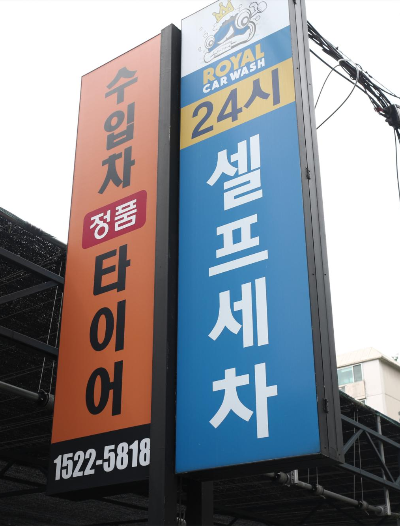 수입차
정품
타이어
1522-5818
ROYAL
CAR WASH
24시
셀프세차